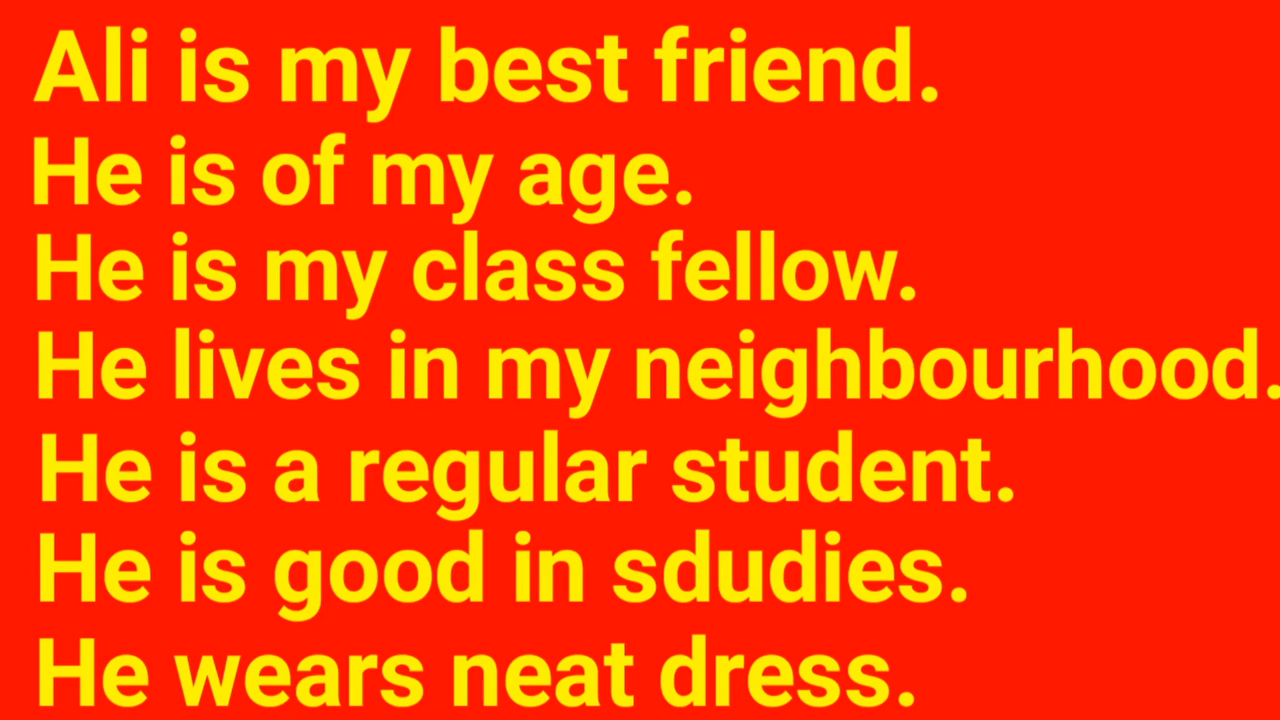 Ali is my best friend.
He is of my age.
He is my class fellow.
He lives in my neighbourhood.
He is a regular student.
He is good in sdudies.
He wears neat dress.